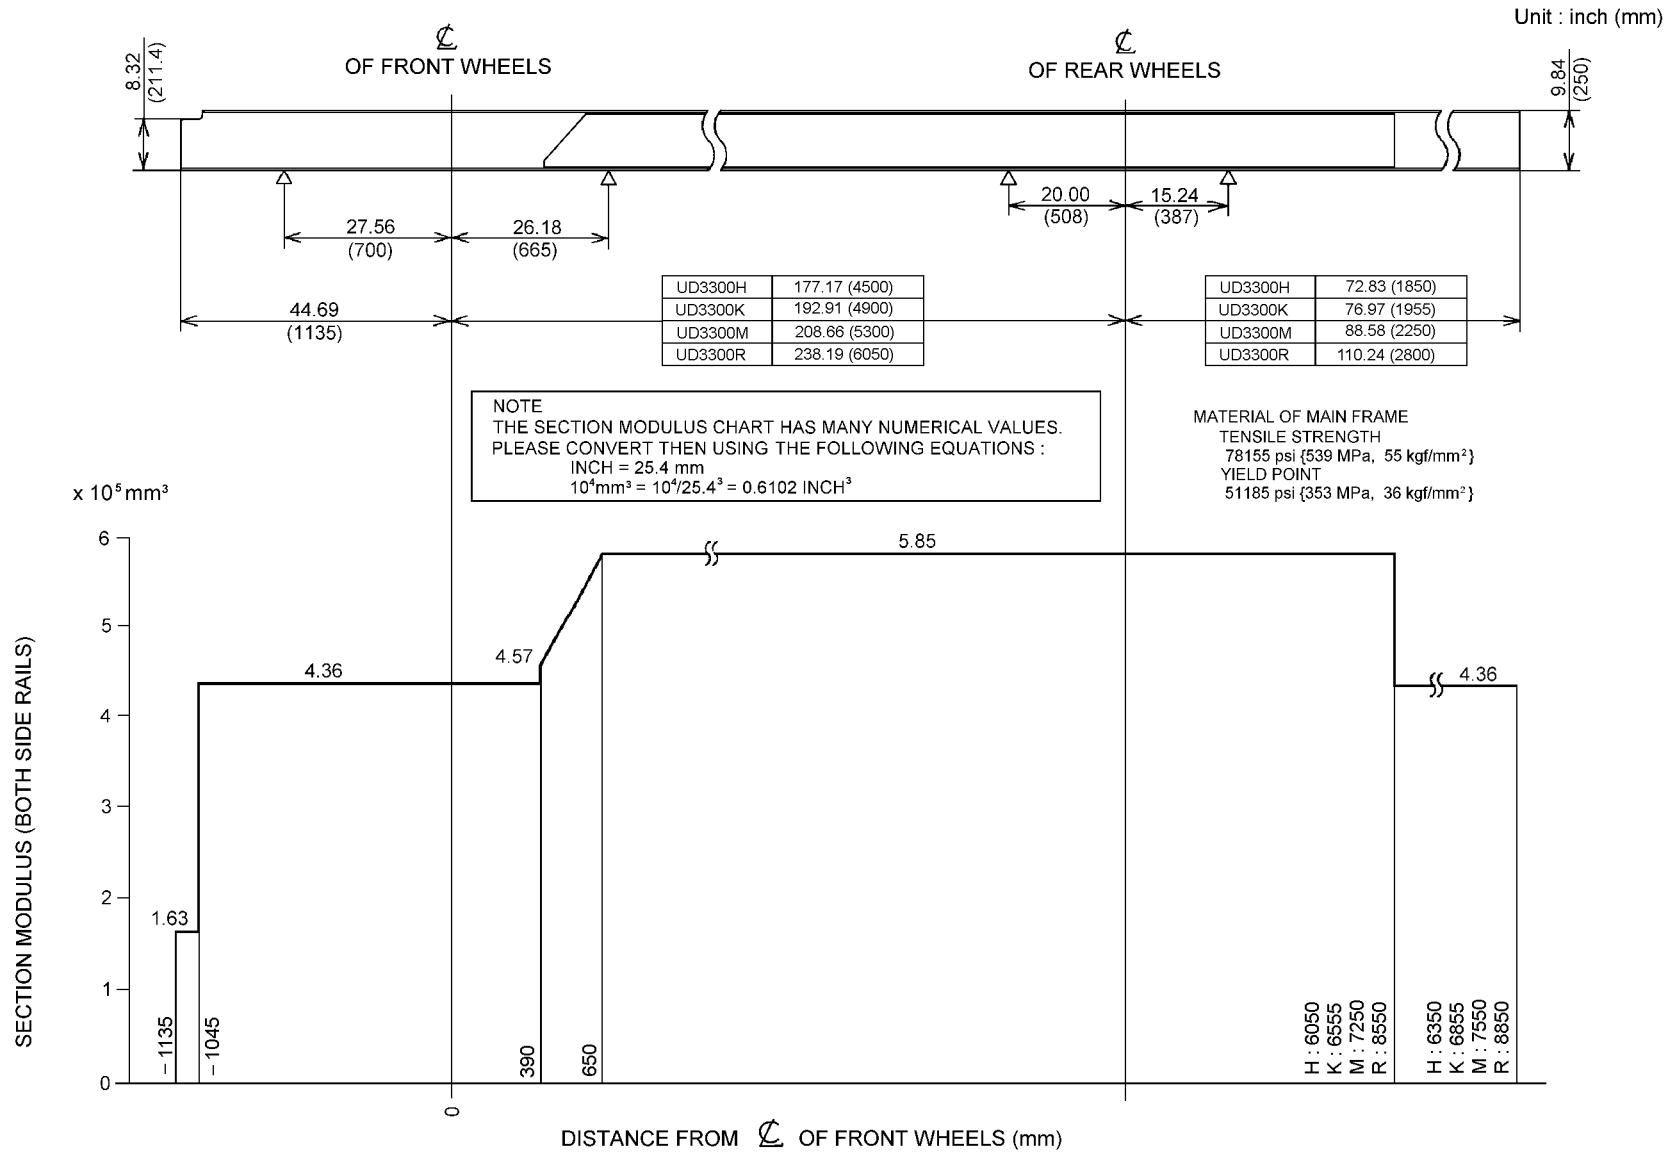 Unit : inch (mm)
℄
OF FRONT WHEELS
℄
OF REAR WHEELS
8.32
(211.4)
9.84
(250)
27.56
(700)
26.18
(665)
20.00
(508)
15.24
(387)
44.69
(1135)
UD3300H 177.17 (4500)
UD3300K 192.91 (4900)
UD3300M 208.66 (5300)
UD3300R 238.19 (6050)
UD3300H 72.83 (1850)
UD3300K 76.97 (1955)
UD3300M 88.58 (2250)
UD3300R 110.24 (2800)
NOTE
THE SECTION MODULUS CHART HAS MANY NUMERICAL VALUES.
PLEASE CONVERT THEN USING THE FOLLOWING EQUATIONS :
INCH = 25.4 mm
10⁴mm³ = 10⁴/25.4³ = 0.6102 INCH³
MATERIAL OF MAIN FRAME
TENSILE STRENGTH
78155 psi {539 MPa, 55 kgf/mm²}
YIELD POINT
51185 psi {353 MPa, 36 kgf/mm²}
x 10⁵mm³
SECTION MODULUS (BOTH SIDE RAILS)
6
5
4
3
2
1
0
1.63
4.36
4.57
5.85
4.36
– 1135
– 1045
0
390
650
H : 6050
K : 6555
M : 7250
R : 8550
H : 6350
K : 6855
M : 7550
R : 8850
DISTANCE FROM ℄ OF FRONT WHEELS (mm)